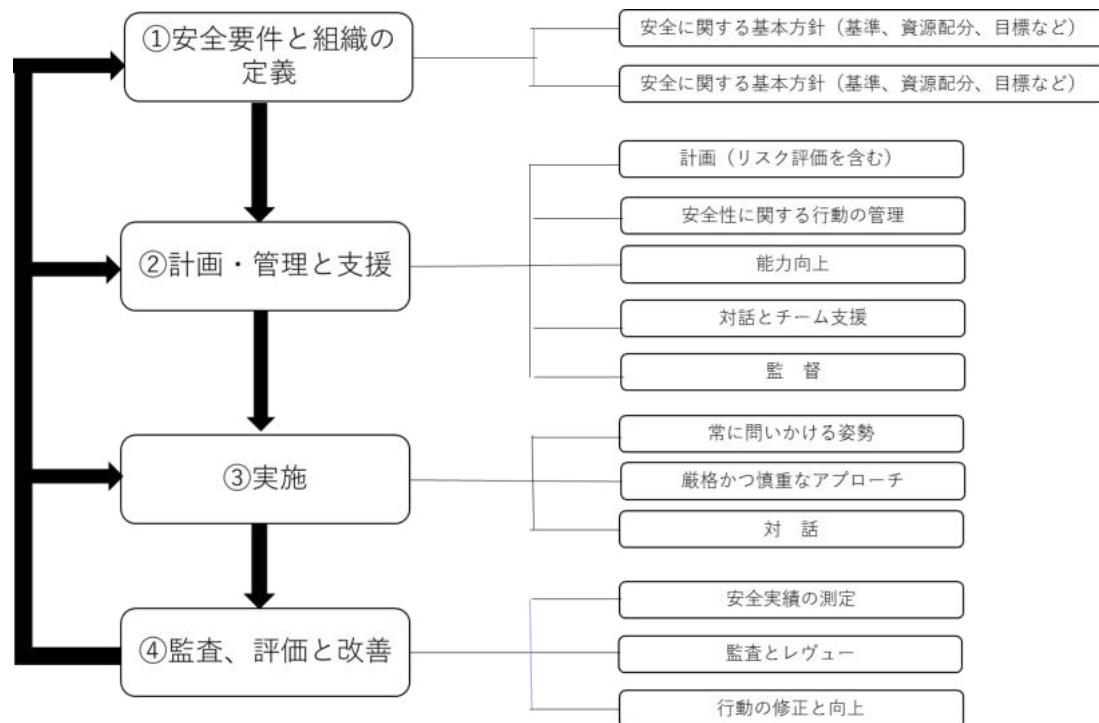 ①安全要件と組織の
定義
安全に関する基本方針（基準、資源配分、目標など）
安全に関する基本方針（基準、資源配分、目標など）
②計画・管理と支援
計画（リスク評価を含む）
安全性に関する行動の管理
能力向上
対話とチーム支援
監　督
③実施
常に問いかける姿勢
厳格かつ慎重なアプローチ
対　話
④監査、評価と改善
安全実績の測定
監査とレヴュー
行動の修正と向上